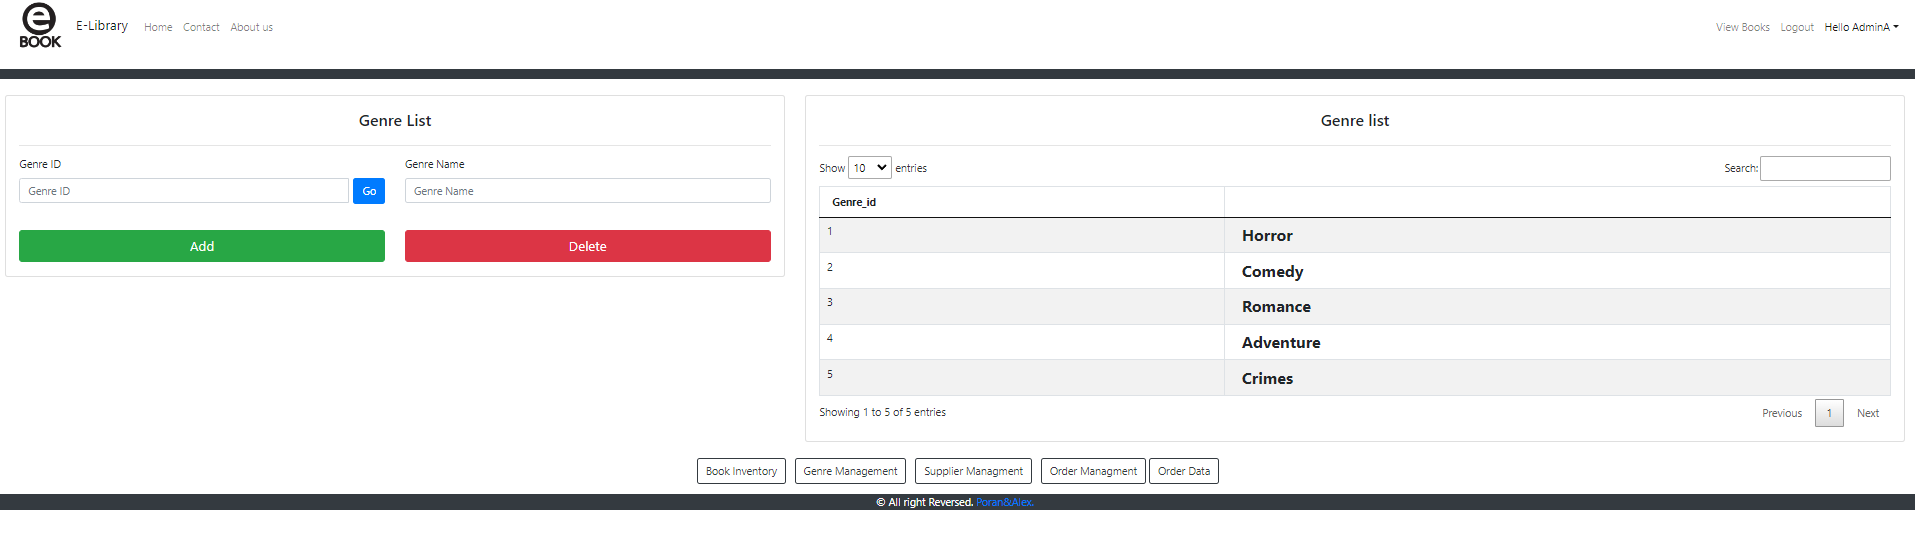 e
BOOK
E-Library Home Contact About us View Books Logout Hello AdminA
Genre List
Genre ID Genre Name
Genre ID Go Genre Name
Add Delete
Genre list
Show 10 entries Search:
Genre_id
1 Horror
2 Comedy
3 Romance
4 Adventure
5 Crimes
Showing 1 to 5 of 5 entries Previous 1 Next
Book Inventory Genre Management Supplier Managment Order Managment Order Data
© All right Reversed. Poran&Alex.